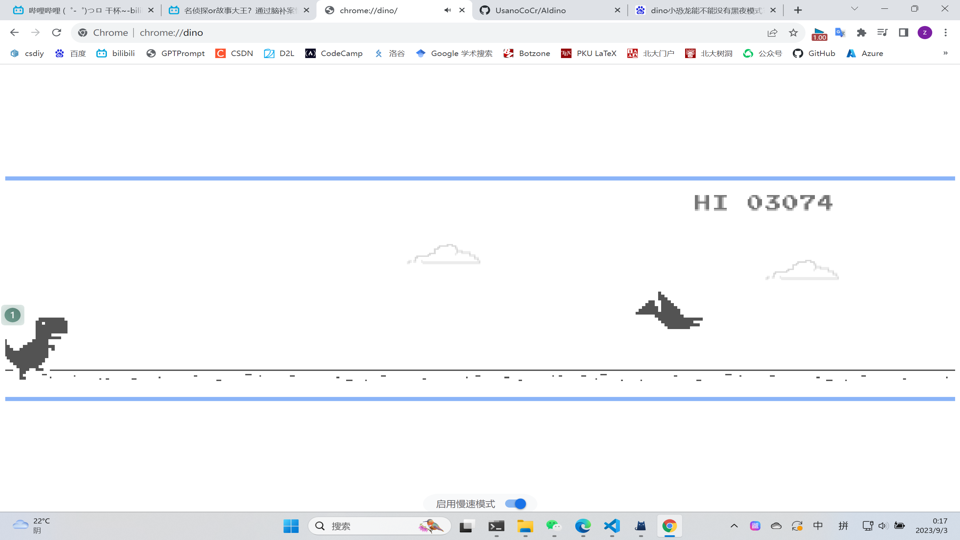 哔哩哔哩 (゜-゜)つロ 干杯~-bili
名侦探or故事大王？通过脑补案
chrome://dino/
UsanoCoCr/AIdino
dino小恐龙能不能没有黑夜模式
Chrome | chrome://dino
1.00
z
csdiy
百度
bilibili
GPTPrompt
CSDN
D2L
CodeCamp
洛谷
Google 学术搜索
Botzone
PKU LaTeX
北大门户
北大树洞
公众号
GitHub
Azure
»
HI 03074
1
启用慢速模式
22°C
阴
搜索
中
拼
0:17
2023/9/3